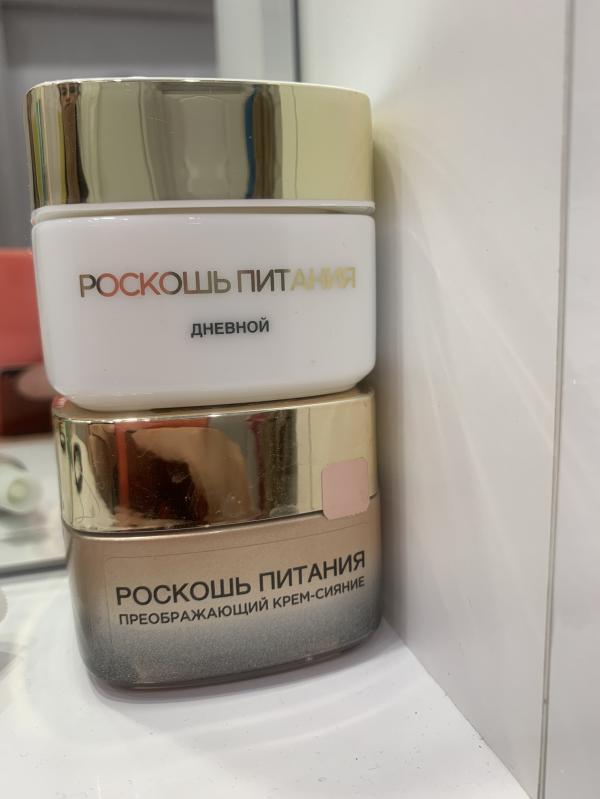 РОСКОШЬ ПИТАНИЯ
ДНЕВНОЙ
РОСКОШЬ ПИТАНИЯ
ПРЕОБРАЖАЮЩИЙ КРЕМ-СИЯНИЕ